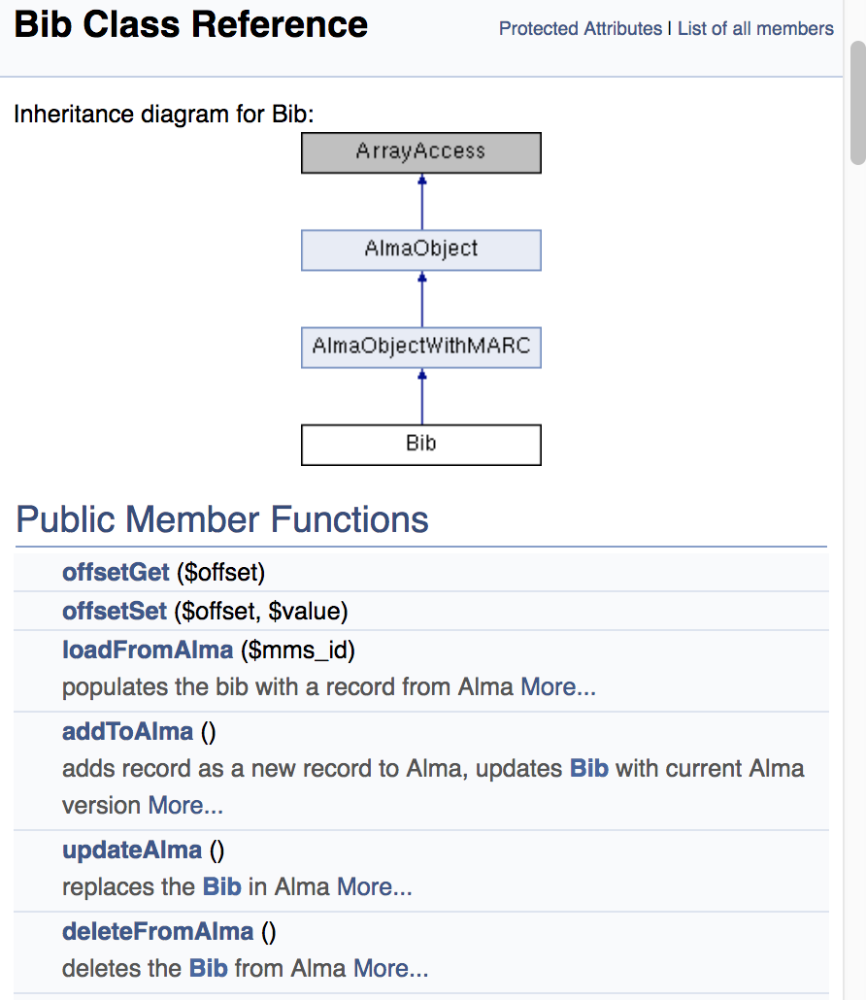 Bib Class Reference
Protected Attributes | List of all members
Inheritance diagram for Bib:
ArrayAccess
AlmaObject
AlmaObjectWithMARC
Bib
Public Member Functions
offsetGet ($offset)
offsetSet ($offset, $value)
loadFromAlma ($mms_id)
populates the bib with a record from Alma More...
addToAlma ()
adds record as a new record to Alma, updates Bib with current Alma
version More...
updateAlma ()
replaces the Bib in Alma More...
deleteFromAlma ()
deletes the Bib from Alma More...